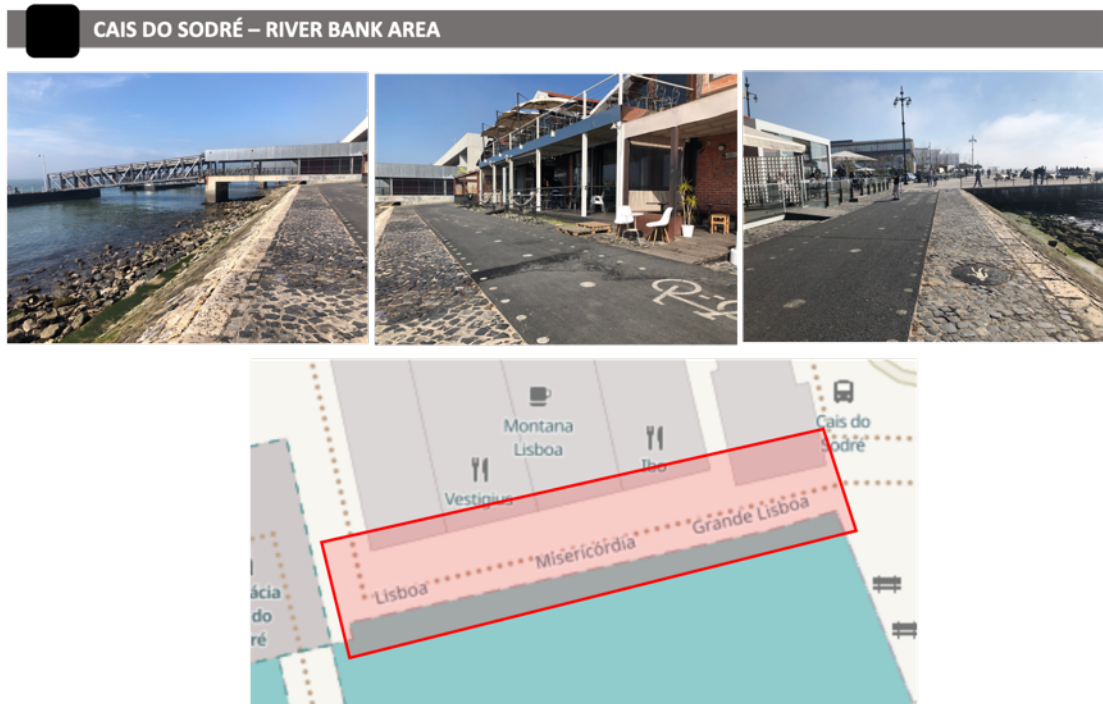 CAIS DO SODRÉ – RIVER BANK AREA
Montana
Lisboa
Cais do
Sodré
Ibo
Vestigius
Grande Lisboa
Misericórdia
Lisboa
ácia
do
ré